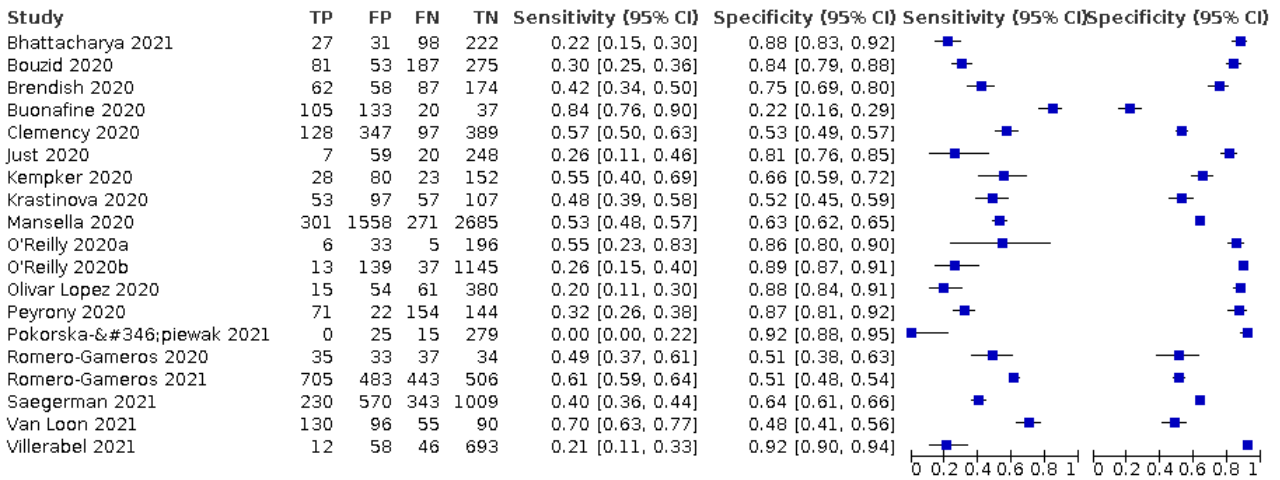 Study TP FP FN TN Sensitivity (95% CI) Specificity (95% CI) Sensitivity (95% CI)Specificity (95% CI)
Bhattacharya 2021 27 31 98 222 0.22 [0.15, 0.30] 0.88 [0.83, 0.92]
Bouzid 2020 81 53 187 275 0.30 [0.25, 0.36] 0.84 [0.79, 0.88]
Brendish 2020 62 58 87 174 0.42 [0.34, 0.50] 0.75 [0.69, 0.80]
Buonafine 2020 105 133 20 37 0.84 [0.76, 0.90] 0.22 [0.16, 0.29]
Clemency 2020 128 347 97 389 0.57 [0.50, 0.63] 0.53 [0.49, 0.57]
Just 2020 7 59 20 248 0.26 [0.11, 0.46] 0.81 [0.76, 0.85]
Kempker 2020 28 80 23 152 0.55 [0.40, 0.69] 0.66 [0.59, 0.72]
Krastinova 2020 53 97 57 107 0.48 [0.39, 0.58] 0.52 [0.45, 0.59]
Mansella 2020 301 1558 271 2685 0.53 [0.48, 0.57] 0.63 [0.62, 0.65]
O'Reilly 2020a 6 33 5 196 0.55 [0.23, 0.83] 0.86 [0.80, 0.90]
O'Reilly 2020b 13 139 37 1145 0.26 [0.15, 0.40] 0.89 [0.87, 0.91]
Olivar Lopez 2020 15 54 61 380 0.20 [0.11, 0.30] 0.88 [0.84, 0.91]
Peyrony 2020 71 22 154 144 0.32 [0.26, 0.38] 0.87 [0.81, 0.92]
Pokorska-&#346;piewak 2021 0 25 15 279 0.00 [0.00, 0.22] 0.92 [0.88, 0.95]
Romero-Gameros 2020 35 33 37 34 0.49 [0.37, 0.61] 0.51 [0.38, 0.63]
Romero-Gameros 2021 705 483 443 506 0.61 [0.59, 0.64] 0.51 [0.48, 0.54]
Saegerman 2021 230 570 343 1009 0.40 [0.36, 0.44] 0.64 [0.61, 0.66]
Van Loon 2021 130 96 55 90 0.70 [0.63, 0.77] 0.48 [0.41, 0.56]
Villerabel 2021 12 58 46 693 0.21 [0.11, 0.33] 0.92 [0.90, 0.94]
0 0.2 0.4 0.6 0.8 1 0 0.2 0.4 0.6 0.8 1